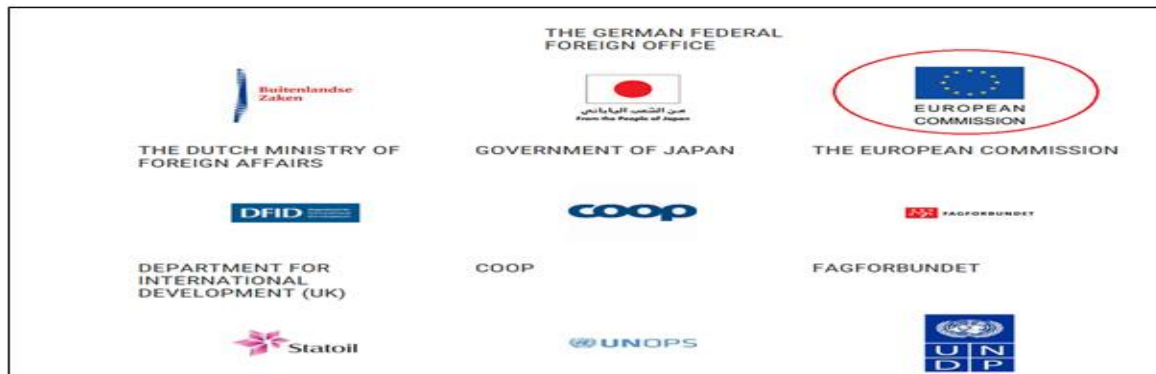 THE GERMAN FEDERAL
FOREIGN OFFICE
Buitenlandse
Zaken
من الشعب الياباني
From the People of Japan
EUROPEAN
COMMISSION
THE DUTCH MINISTRY OF
FOREIGN AFFAIRS
GOVERNMENT OF JAPAN
THE EUROPEAN COMMISSION
DFID
coop
FAGFORBUNDET
DEPARTMENT FOR
INTERNATIONAL
DEVELOPMENT (UK)
COOP
FAGFORBUNDET
Statoil
UNOPS
U N
D P